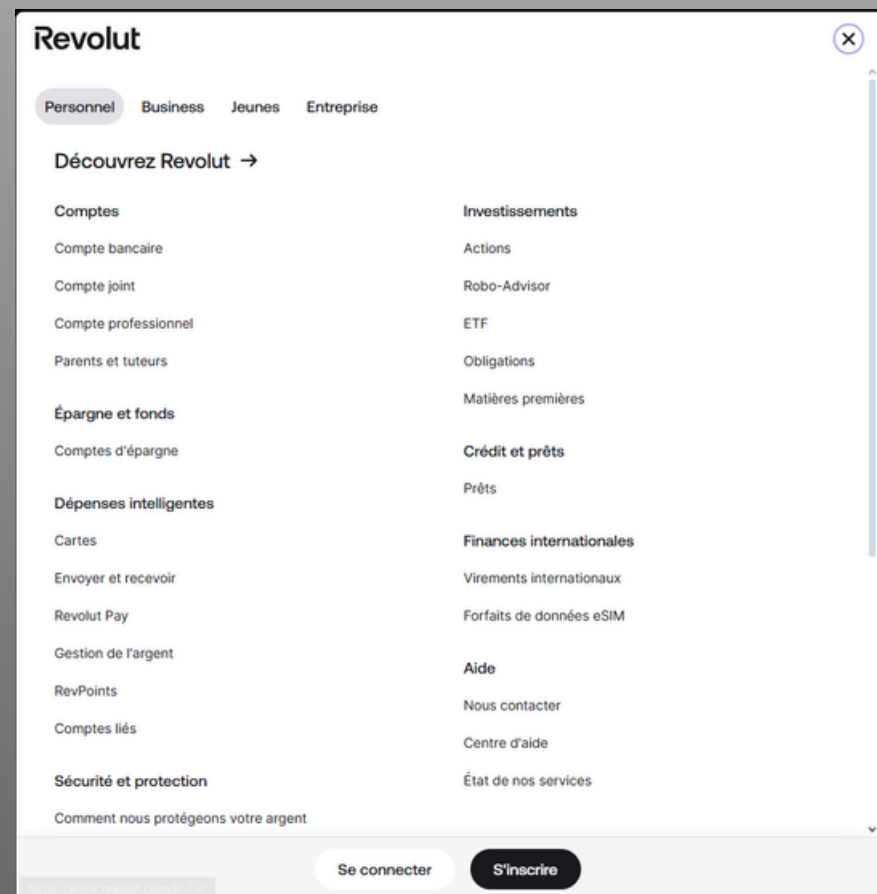 Revolut
Personnel Business Jeunes Entreprise
Découvrez Revolut →
Comptes
Compte bancaire
Compte joint
Compte professionnel
Parents et tuteurs
Épargne et fonds
Comptes d'épargne
Dépenses intelligentes
Cartes
Envoyer et recevoir
Revolut Pay
Gestion de l'argent
RevPoints
Comptes liés
Sécurité et protection
Comment nous protégeons votre argent
Investissements
Actions
Robo-Advisor
ETF
Obligations
Matières premières
Crédit et prêts
Prêts
Finances internationales
Virements internationaux
Forfaits de données eSIM
Aide
Nous contacter
Centre d'aide
État de nos services
Se connecter
S'inscrire